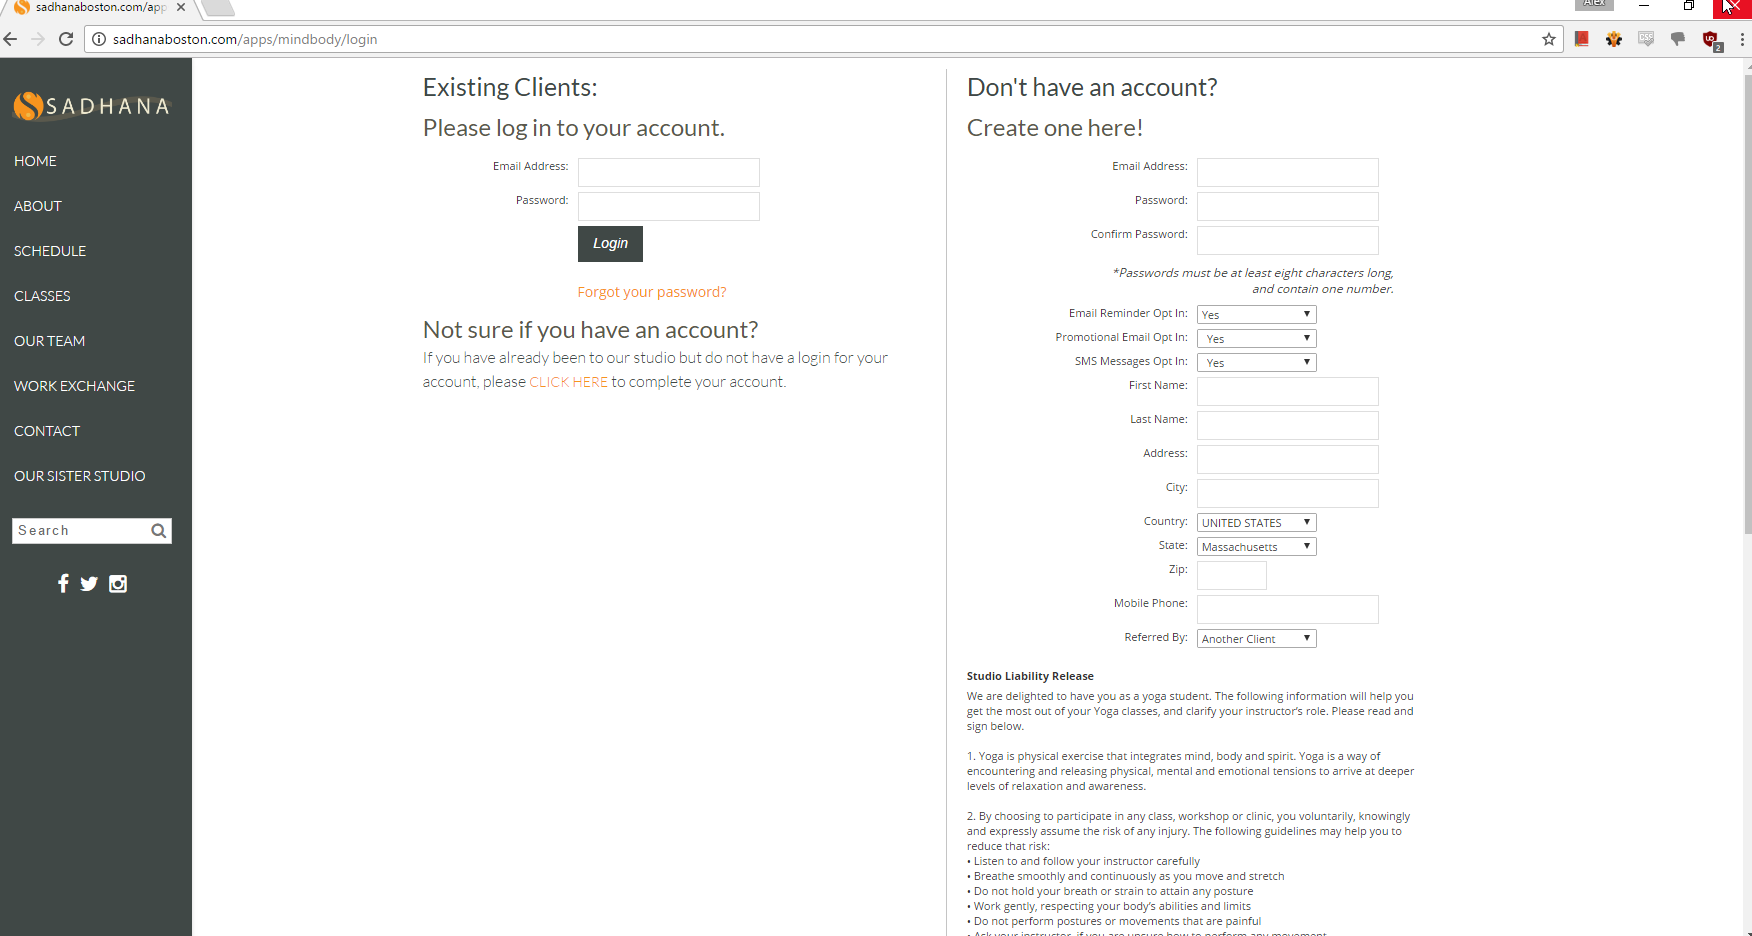 sadhanaboston.com/app
Alex
sadhanaboston.com/apps/mindbody/login
CSS
2
SADHANA
HOME
ABOUT
SCHEDULE
CLASSES
OUR TEAM
WORK EXCHANGE
CONTACT
OUR SISTER STUDIO
Search
Existing Clients:
Please log in to your account.
Email Address:
Password:
Login
Forgot your password?
Not sure if you have an account?
If you have already been to our studio but do not have a login for your
account, please CLICK HERE to complete your account.
Don't have an account?
Create one here!
Email Address:
Password:
Confirm Password:
*Passwords must be at least eight characters long,
and contain one number.
Email Reminder Opt In: Yes
Promotional Email Opt In: Yes
SMS Messages Opt In: Yes
First Name:
Last Name:
Address:
City:
Country: UNITED STATES
State: Massachusetts
Zip:
Mobile Phone:
Referred By: Another Client
Studio Liability Release
We are delighted to have you as a yoga student. The following information will help you
get the most out of your Yoga classes, and clarify your instructor's role. Please read and
sign below.
1. Yoga is physical exercise that integrates mind, body and spirit. Yoga is a way of
encountering and releasing physical, mental and emotional tensions to arrive at deeper
levels of relaxation and awareness.
2. By choosing to participate in any class, workshop or clinic, you voluntarily, knowingly
and expressly assume the risk of any injury. The following guidelines may help you to
reduce that risk:
• Listen to and follow your instructor carefully
• Breathe smoothly and continuously as you move and stretch
• Do not hold your breath or strain to attain any posture
• Work gently, respecting your body's abilities and limits
• Do not perform postures or movements that are painful
• Ask your instructor, if you are unsure how to perform any movement